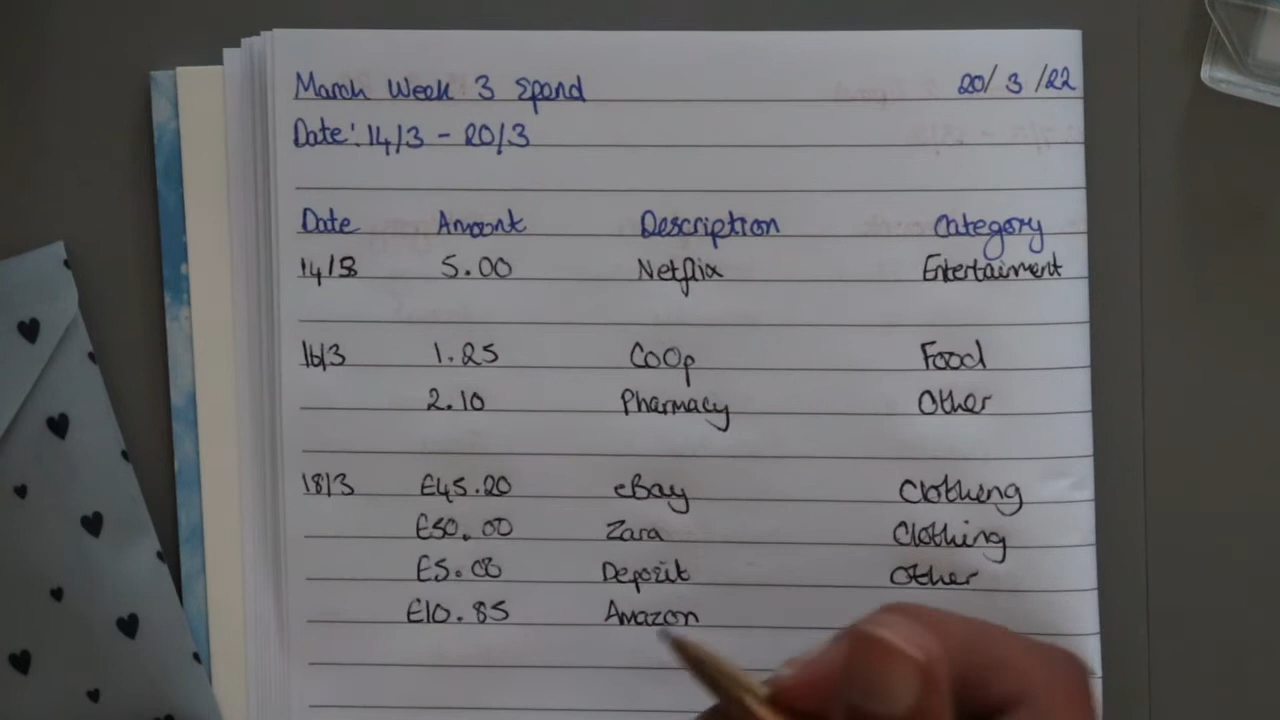 March Week 3 Spend 20/3/22
Date: 14/3 - 20/3
Date Amount Description Category
14/3 5.00 Netflix Entertaiment
16/3 1.25 CoOp Food
2.10 Pharmacy Other
18/3 £45.20 eBay Clothing
£50.00 Zara Clothing
£5.00 Deposit Other
£10.85 Amazon